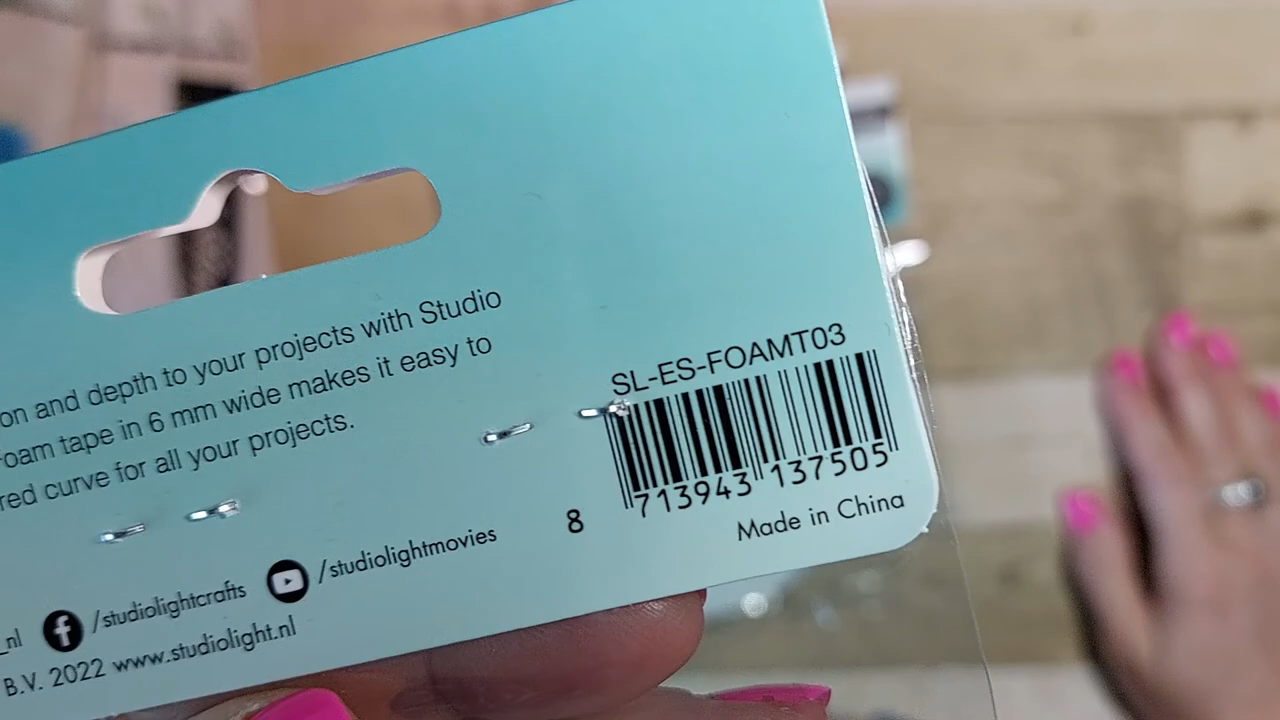 on and depth to your projects with Studio
oam tape in 6 mm wide makes it easy to
red curve for all your projects.
SL-ES-FOAMT03
8 713943 137505
Made in China
_nl /studiolightcrafts /studiolightmovies
B.V. 2022 www.studiolight.nl